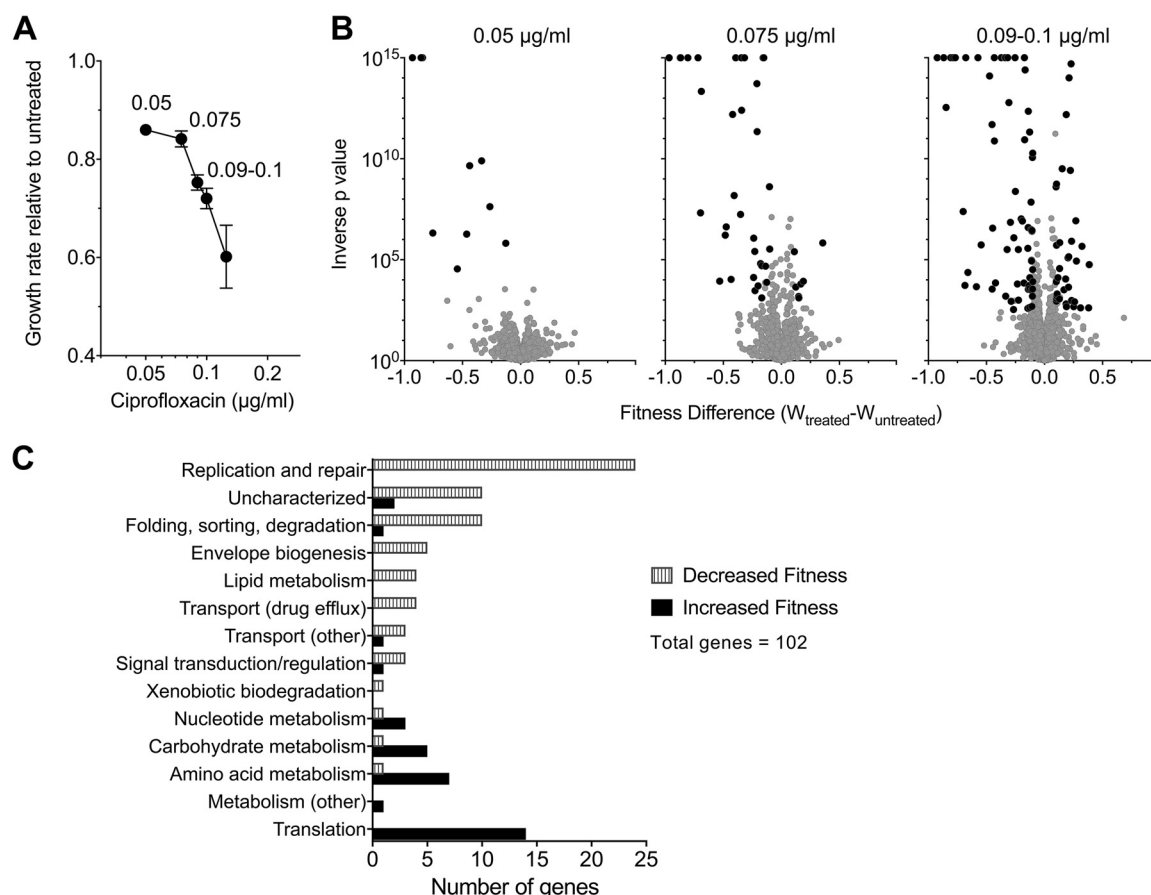 A
Growth rate relative to untreated
1.0
0.8
0.6
0.4
0.05
0.075
0.09-0.1
0.05
0.1
0.2
Ciprofloxacin (µg/ml)
B
0.05 µg/ml
0.075 µg/ml
0.09-0.1 µg/ml
Inverse p value
10^15
10^10
10^5
10^0
-1.0 -0.5 0.0 0.5
-1.0 -0.5 0.0 0.5
-1.0 -0.5 0.0 0.5
Fitness Difference (W_treated-W_untreated)
C
Replication and repair
Uncharacterized
Folding, sorting, degradation
Envelope biogenesis
Lipid metabolism
Transport (drug efflux)
Transport (other)
Signal transduction/regulation
Xenobiotic biodegradation
Nucleotide metabolism
Carbohydrate metabolism
Amino acid metabolism
Metabolism (other)
Translation
0 5 10 15 20 25
Number of genes
Decreased Fitness
Increased Fitness
Total genes = 102